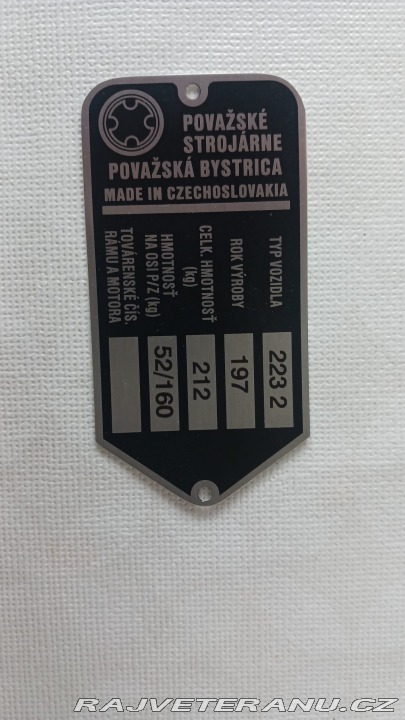 POVAŽSKÉ
STROJÁRNE
POVAŽSKÁ BYSTRICA
MADE IN CZECHOSLOVAKIA
TYP VOZIDLA 223 2
ROK VÝROBY 197
CELK. HMOTNOSŤ
(kg) 212
HMOTNOSŤ
NA OSI P/Z (kg) 52/160
TOVÁRENSKÉ ČÍS.
RÁMU A MOTORA
RAJVETERANU.CZ